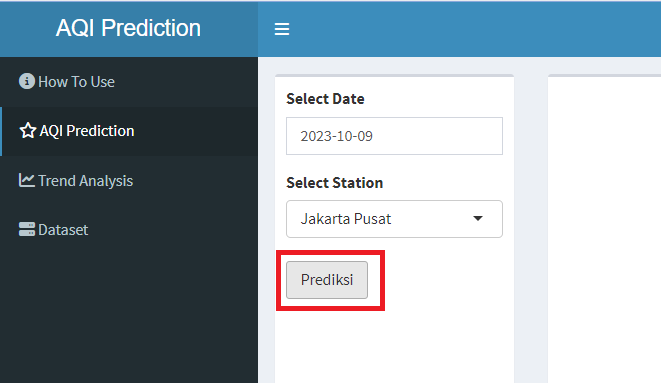 AQI Prediction
How To Use
AQI Prediction
Trend Analysis
Dataset
Select Date
2023-10-09
Select Station
Jakarta Pusat
Prediksi